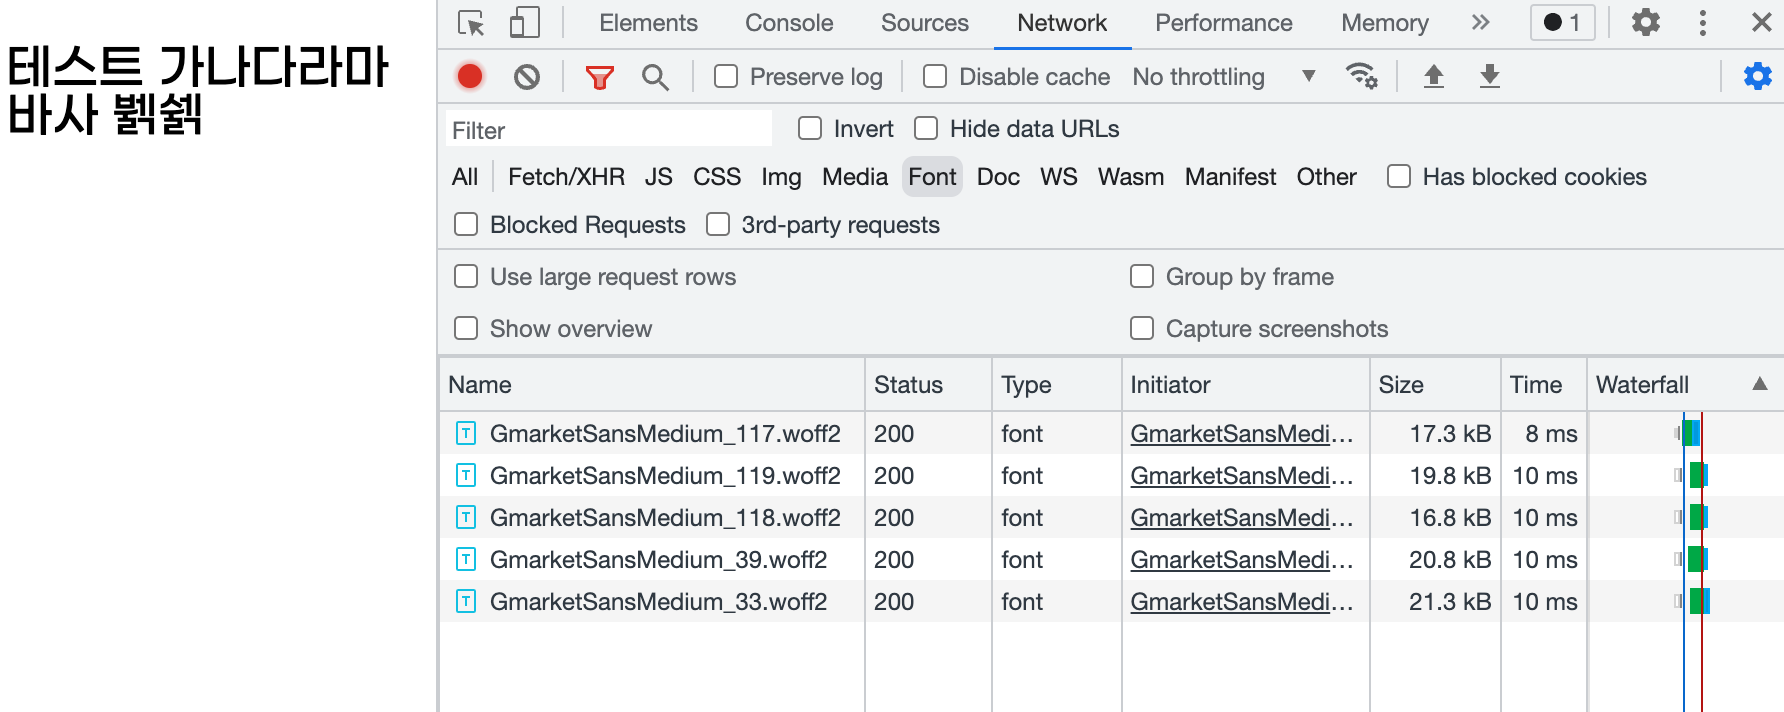 테스트 가나다라마
바사 뷁쉙
Elements Console Sources Network Performance Memory 1
Preserve log Disable cache No throttling
Filter Invert Hide data URLs
All Fetch/XHR JS CSS Img Media Font Doc WS Wasm Manifest Other Has blocked cookies
Blocked Requests 3rd-party requests
Use large request rows Group by frame
Show overview Capture screenshots
Name Status Type Initiator Size Time Waterfall
GmarketSansMedium_117.woff2 200 font GmarketSansMedi... 17.3 kB 8 ms
GmarketSansMedium_119.woff2 200 font GmarketSansMedi... 19.8 kB 10 ms
GmarketSansMedium_118.woff2 200 font GmarketSansMedi... 16.8 kB 10 ms
GmarketSansMedium_39.woff2 200 font GmarketSansMedi... 20.8 kB 10 ms
GmarketSansMedium_33.woff2 200 font GmarketSansMedi... 21.3 kB 10 ms